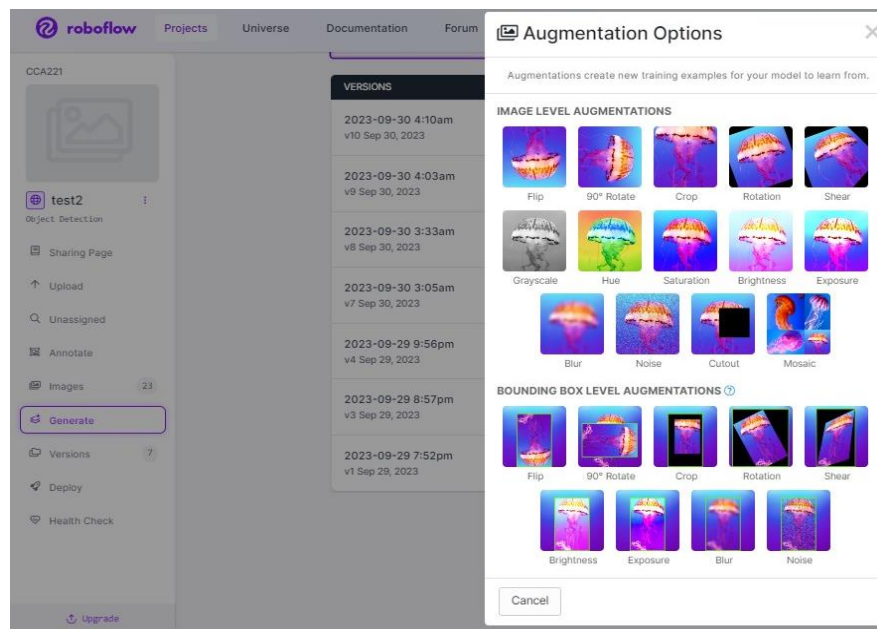 roboflow
Projects
Universe
Documentation
Forum
CCA221
test2
Object Detection
Sharing Page
Upload
Unassigned
Annotate
Images 23
Generate
Versions 7
Deploy
Health Check
Upgrade
VERSIONS
2023-09-30 4:10am
v10 Sep 30, 2023
2023-09-30 4:03am
v9 Sep 30, 2023
2023-09-30 3:33am
v8 Sep 30, 2023
2023-09-30 3:05am
v7 Sep 30, 2023
2023-09-29 9:56pm
v4 Sep 29, 2023
2023-09-29 8:57pm
v3 Sep 29, 2023
2023-09-29 7:52pm
v1 Sep 29, 2023
Augmentation Options
Augmentations create new training examples for your model to learn from.
IMAGE LEVEL AUGMENTATIONS
Flip 90° Rotate Crop Rotation Shear
Grayscale Hue Saturation Brightness Exposure
Blur Noise Cutout Mosaic
BOUNDING BOX LEVEL AUGMENTATIONS ?
Flip 90° Rotate Crop Rotation Shear
Brightness Exposure Blur Noise
Cancel